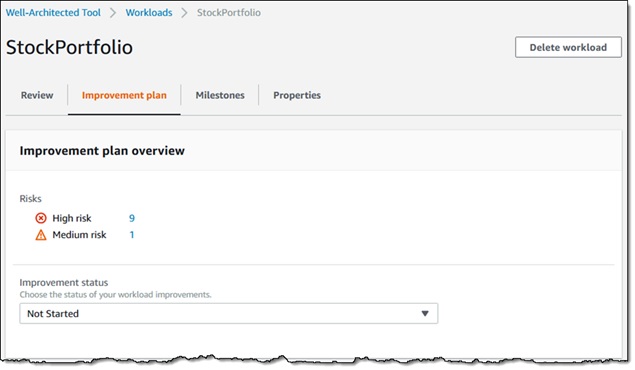 Well-Architected Tool > Workloads > StockPortfolio
StockPortfolio
Delete workload
Review Improvement plan Milestones Properties
Improvement plan overview
Risks
High risk 9
Medium risk 1
Improvement status
Choose the status of your workload improvements.
Not Started